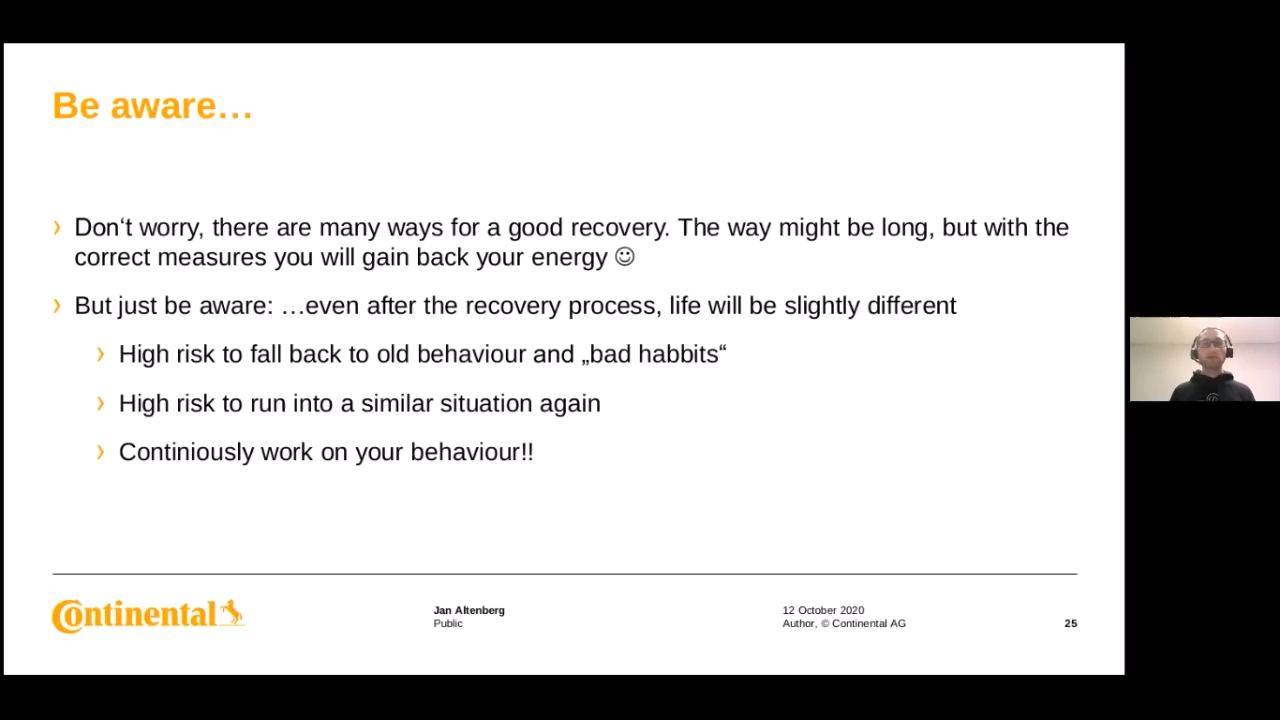 Be aware…
› Don‘t worry, there are many ways for a good recovery. The way might be long, but with the
correct measures you will gain back your energy ☺
› But just be aware: …even after the recovery process, life will be slightly different
› High risk to fall back to old behaviour and „bad habbits“
› High risk to run into a similar situation again
› Continiously work on your behaviour!!
Continental
Jan Altenberg
Public
12 October 2020
Author, © Continental AG
25